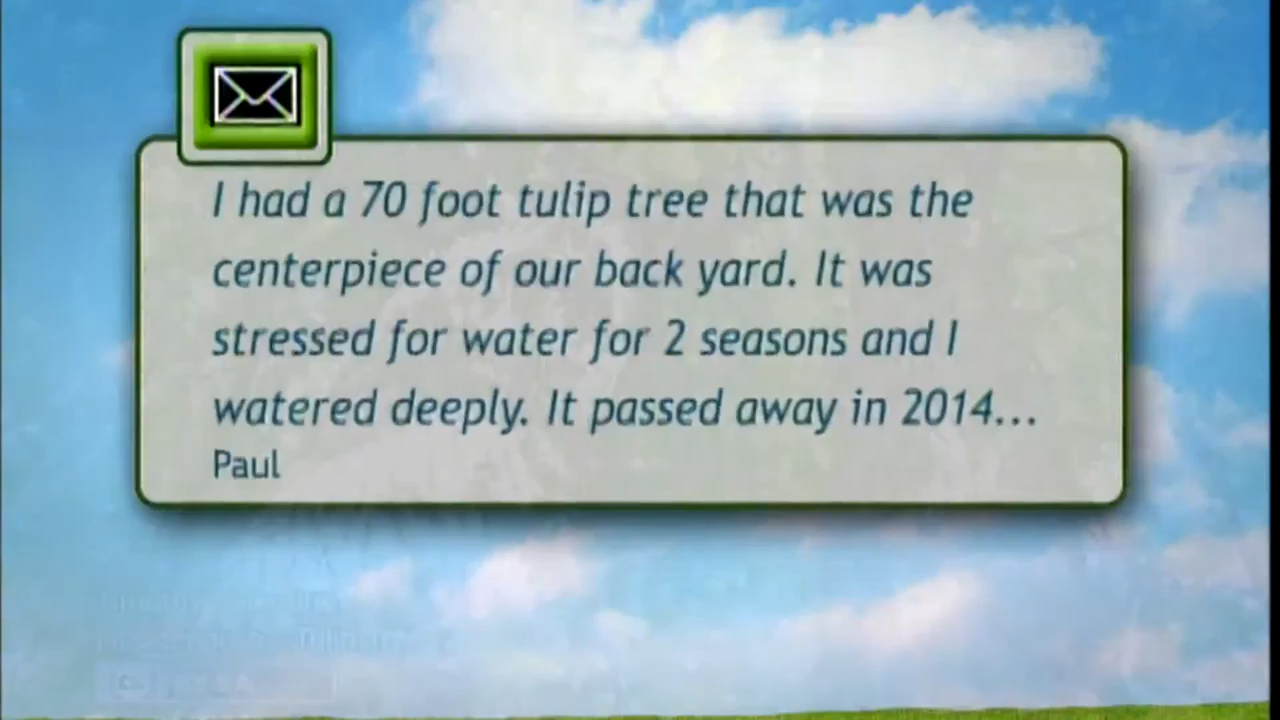 I had a 70 foot tulip tree that was the
centerpiece of our back yard. It was
stressed for water for 2 seasons and I
watered deeply. It passed away in 2014...
Paul